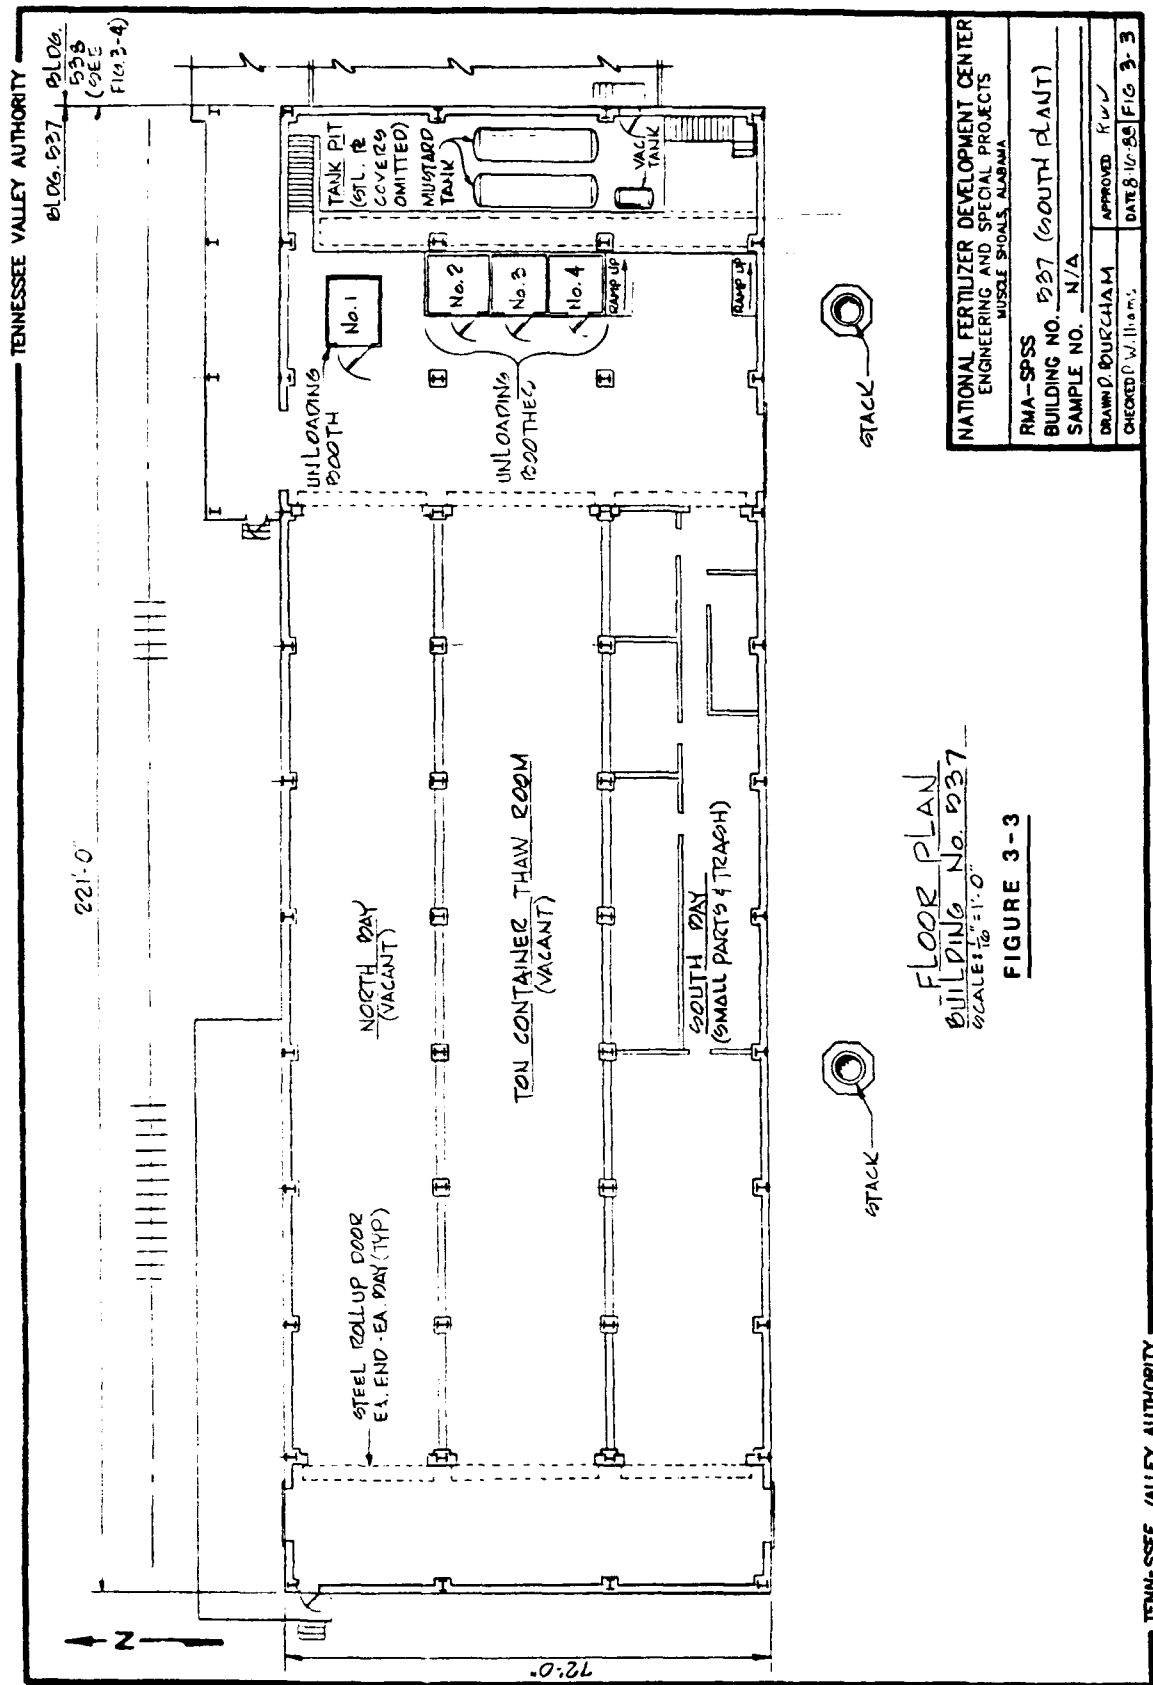 TENNESSEE VALLEY AUTHORITY
BLDG. 537
BLDG.
538
(SEE
FIG. 3-4)
221'-0"
TANK PIT
(STL. PL
COVERS
OMITTED)
MUSTARD
TANK
VAC
TANK
No. 1
No. 2
No. 3
No. 4
RAMP UP
RAMP UP
UNLOADING
BOOTH
UNLOADING
BOOTHES
STACK
NORTH BAY
(VACANT)
TON CONTAINER THAW ROOM
(VACANT)
SOUTH BAY
(SMALL PARTS & TRASH)
STEEL ROLLUP DOOR
EA. END - EA. BAY (TYP)
STACK
N
72'-0"
FLOOR PLAN
BUILDING No. 537
SCALE: 1/16" = 1'-0"
FIGURE 3-3
NATIONAL FERTILIZER DEVELOPMENT CENTER
ENGINEERING AND SPECIAL PROJECTS
MUSCLE SHOALS, ALABAMA
RMA-SPSS
BUILDING NO. 537 (SOUTH PLANT)
SAMPLE NO. N/A
DRAWN D. BURCHAM
APPROVED
CHECKED P. Williams
DATE 8-16-88
FIG 3-3